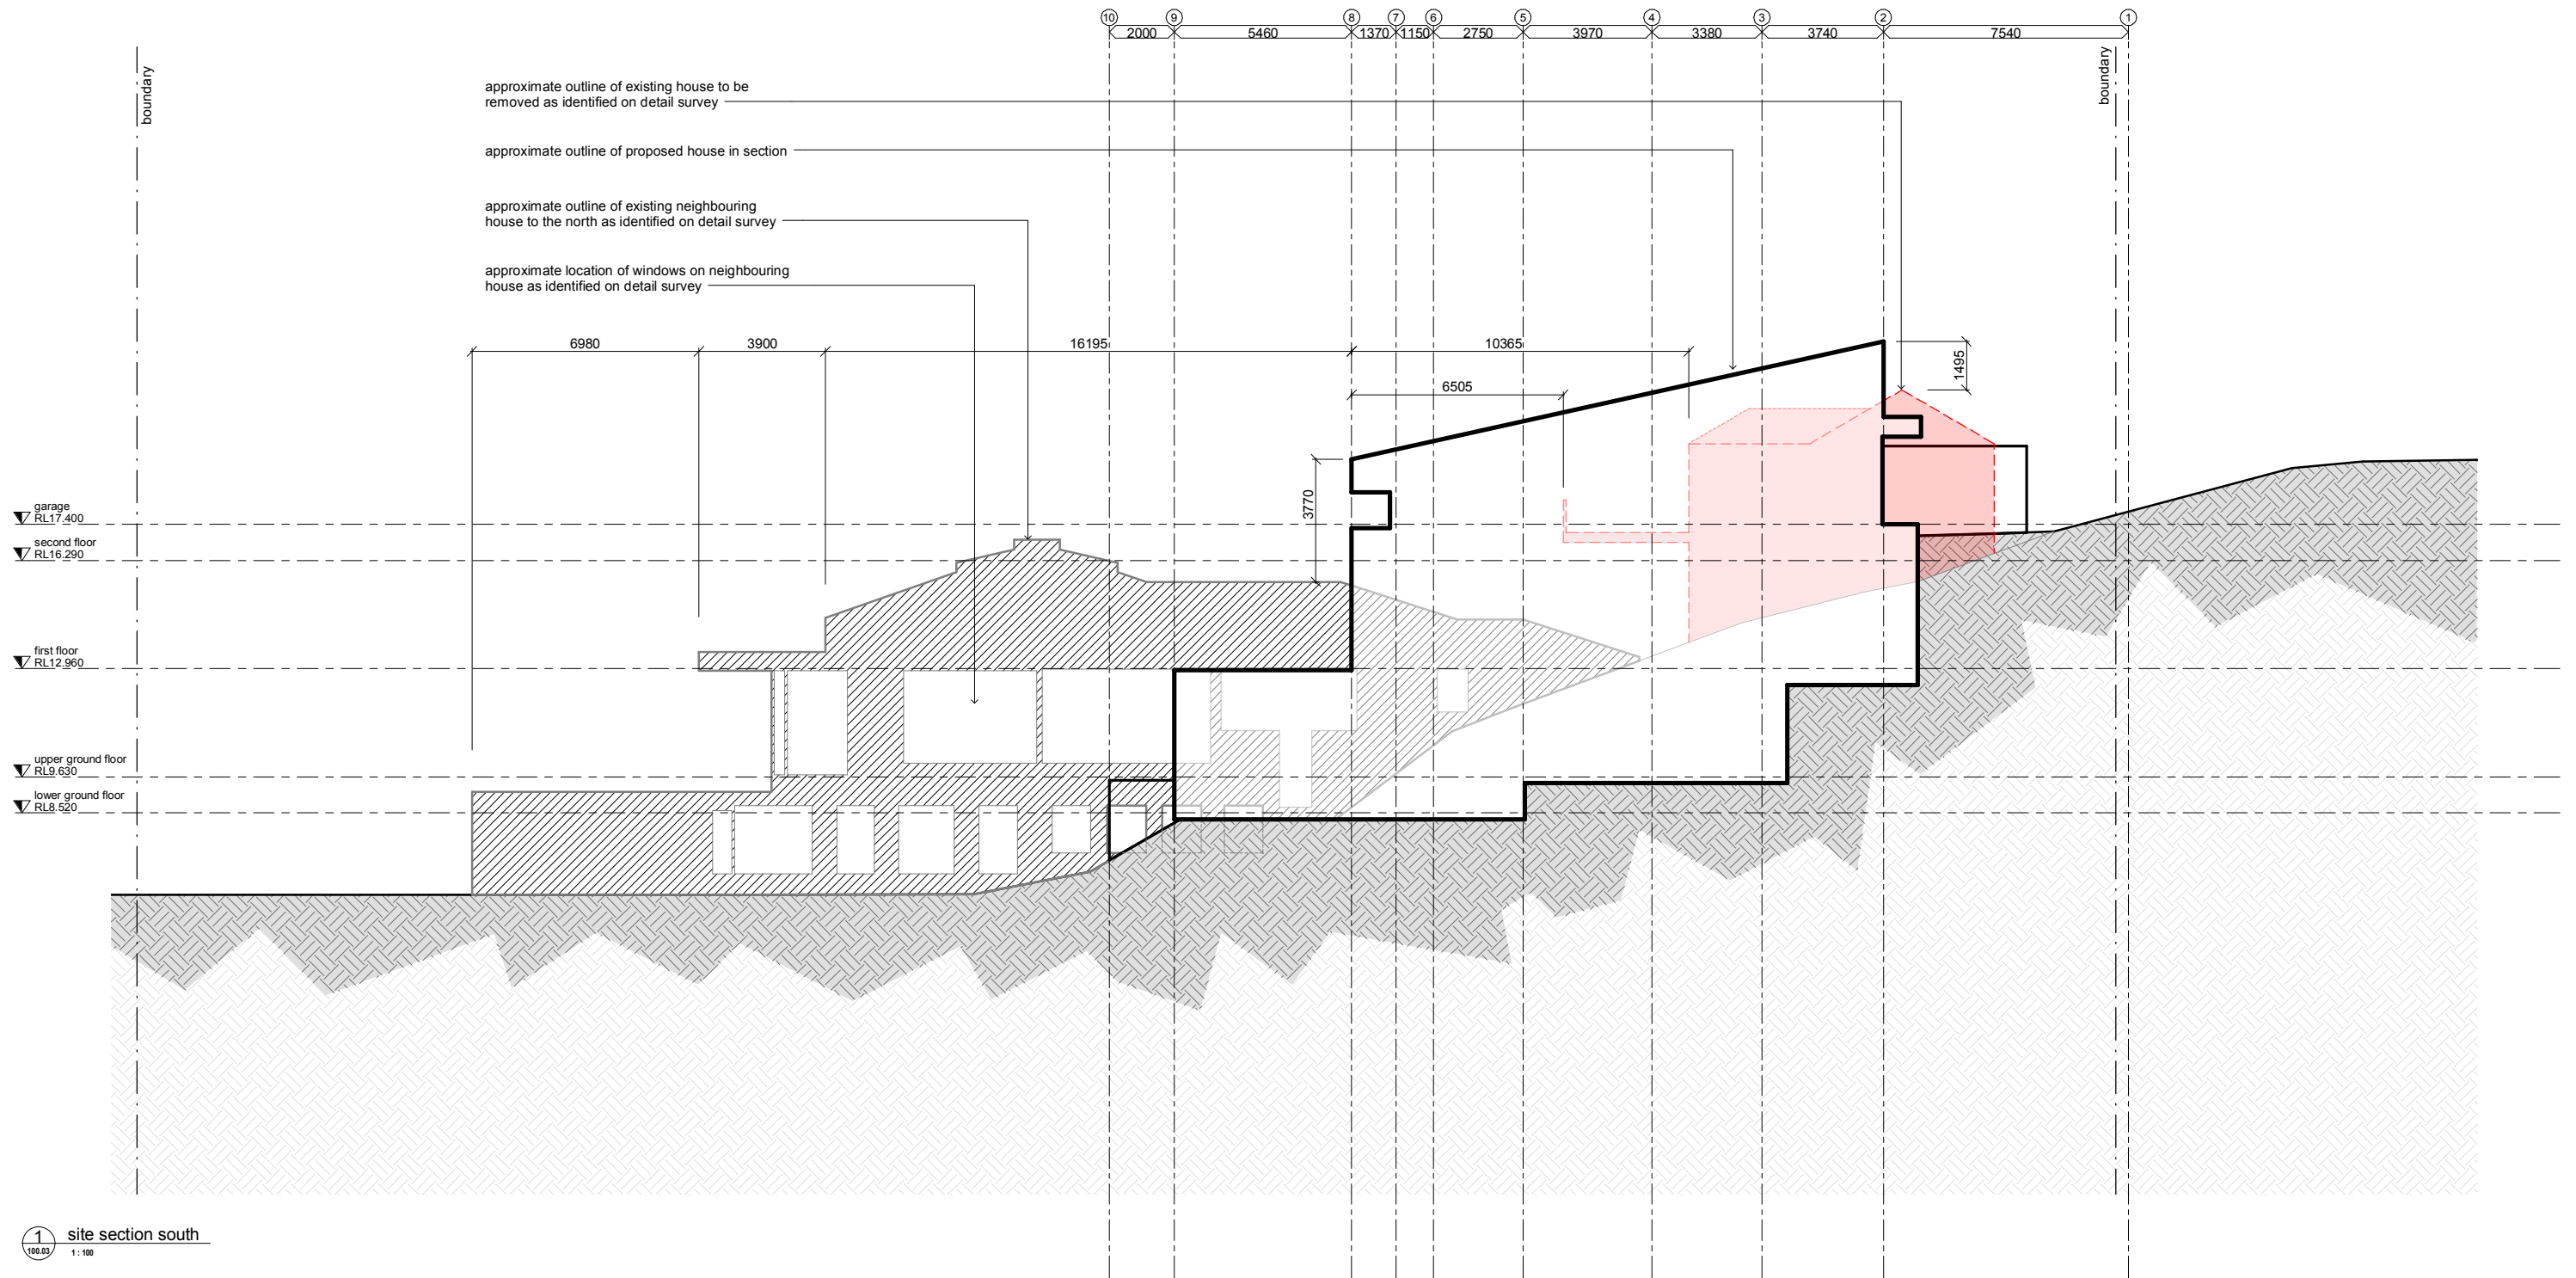 10 9 8 7 6 5 4 3 2 1
2000 5460 1370 1150 2750 3970 3380 3740 7540
boundary
boundary
approximate outline of existing house to be
removed as identified on detail survey
approximate outline of proposed house in section
approximate outline of existing neighbouring
house to the north as identified on detail survey
approximate location of windows on neighbouring
house as identified on detail survey
6980 3900 16195 10365
1495
6505
3770
garage
RL17.400
second floor
RL16.290
first floor
RL12.960
upper ground floor
RL9.630
lower ground floor
RL8.520
1 site section south
100.03 1 : 100